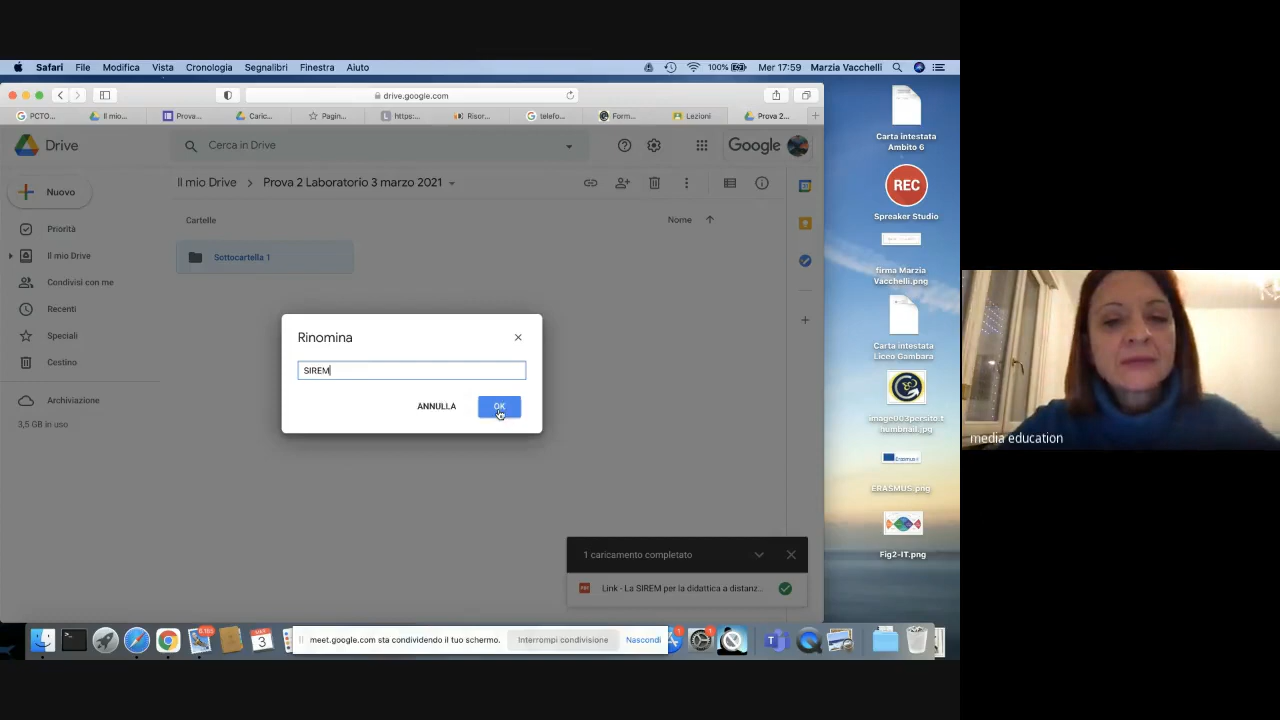 Safari File Modifica Vista Cronologia Segnalibri Finestra Aiuto 100% Mer 17:59 Marzia Vacchelli
drive.google.com
PCTO... Il mio... Prova... Caric... Pagin... https:... Risor... telefo... Form... Lezioni Prova 2...
Drive Cerca in Drive Google
Nuovo
Il mio Drive > Prova 2 Laboratorio 3 marzo 2021
Cartelle Nome
Sottocartella 1
Priorità
Il mio Drive
Condivisi con me
Recenti
Speciali
Cestino
Archiviazione
3,5 GB in uso
Rinomina
SIREM
ANNULLA OK
1 caricamento completato
Link - La SIREM per la didattica a distanz...
meet.google.com sta condividendo il tuo schermo. Interrompi condivisione Nascondi
Carta intestata
Ambito 6
REC
Spreaker Studio
firma Marzia
Vacchelli.png
Carta intestata
Liceo Gambara
image003persito.t
humbnail.jpg
Erasmus+
ERASMUS.png
Fig2-IT.png
media education